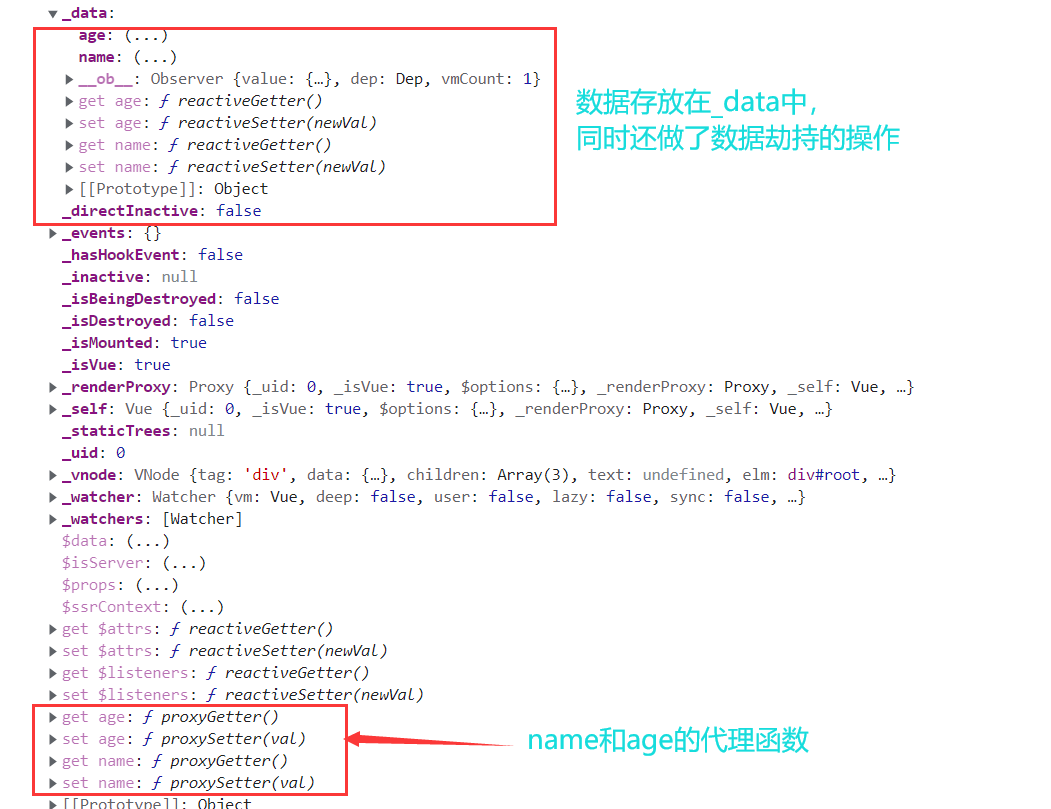 _data:
age: (...)
name: (...)
__ob__: Observer {value: {…}, dep: Dep, vmCount: 1}
get age: ƒ reactiveGetter()
set age: ƒ reactiveSetter(newVal)
get name: ƒ reactiveGetter()
set name: ƒ reactiveSetter(newVal)
[[Prototype]]: Object
数据存放在_data中，
同时还做了数据劫持的操作
_directInactive: false
_events: {}
_hasHookEvent: false
_inactive: null
_isBeingDestroyed: false
_isDestroyed: false
_isMounted: true
_isVue: true
_renderProxy: Proxy {_uid: 0, _isVue: true, $options: {…}, _renderProxy: Proxy, _self: Vue, …}
_self: Vue {_uid: 0, _isVue: true, $options: {…}, _renderProxy: Proxy, _self: Vue, …}
_staticTrees: null
_uid: 0
_vnode: VNode {tag: 'div', data: {…}, children: Array(3), text: undefined, elm: div#root, …}
_watcher: Watcher {vm: Vue, deep: false, user: false, lazy: false, sync: false, …}
_watchers: [Watcher]
$data: (...)
$isServer: (...)
$props: (...)
$ssrContext: (...)
get $attrs: ƒ reactiveGetter()
set $attrs: ƒ reactiveSetter(newVal)
get $listeners: ƒ reactiveGetter()
set $listeners: ƒ reactiveSetter(newVal)
get age: ƒ proxyGetter()
set age: ƒ proxySetter(val)
get name: ƒ proxyGetter()
set name: ƒ proxySetter(val)
name和age的代理函数
[[Prototype]]: Object